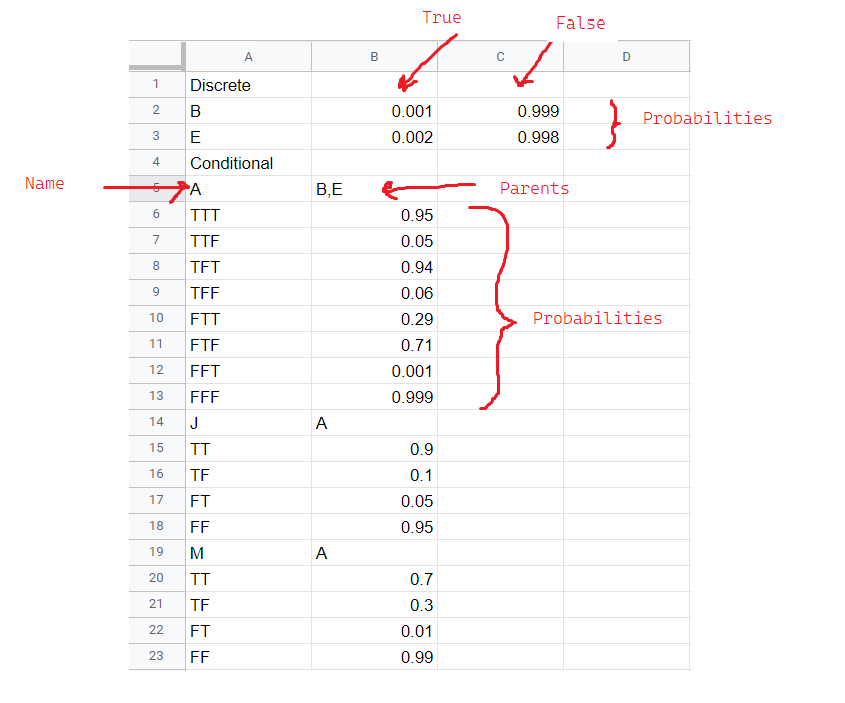 True
False
A B C D
1 Discrete
2 B 0.001 0.999
3 E 0.002 0.998
Probabilities
4 Conditional
Name
5 A B,E
Parents
6 TTT 0.95
7 TTF 0.05
8 TFT 0.94
9 TFF 0.06
10 FTT 0.29
Probabilities
11 FTF 0.71
12 FFT 0.001
13 FFF 0.999
14 J A
15 TT 0.9
16 TF 0.1
17 FT 0.05
18 FF 0.95
19 M A
20 TT 0.7
21 TF 0.3
22 FT 0.01
23 FF 0.99